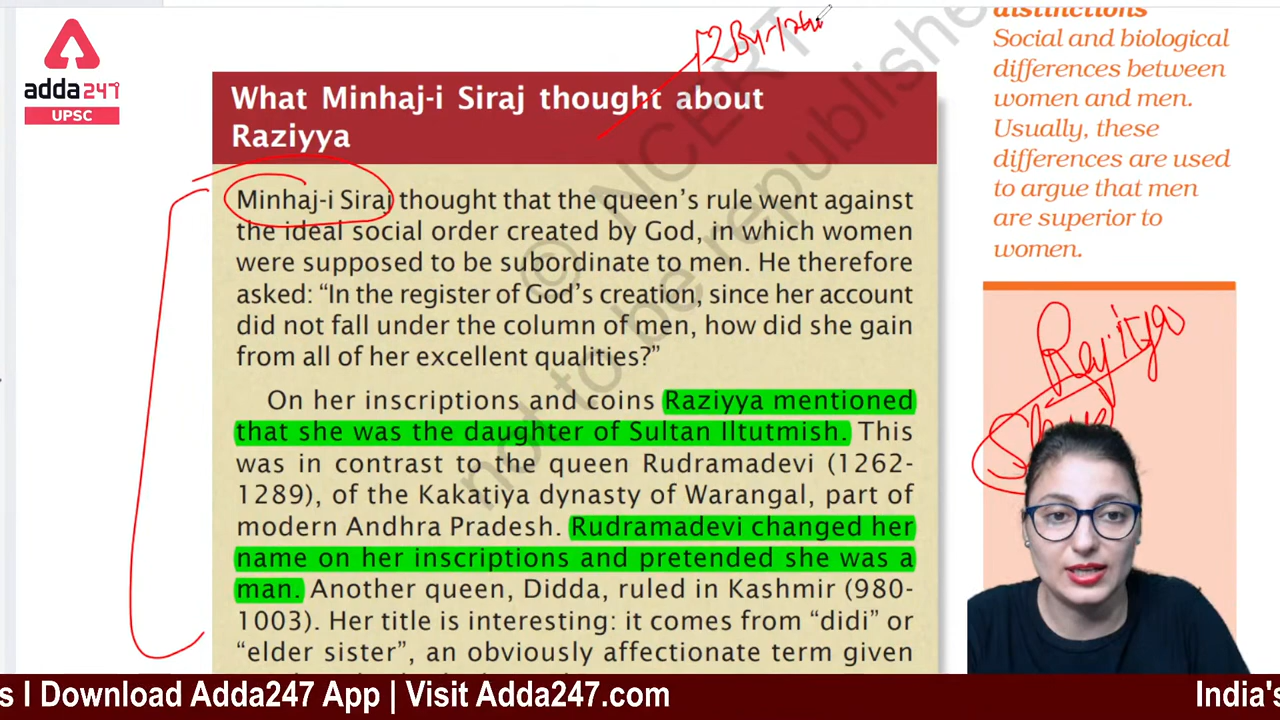 adda247
UPSC
What Minhaj-i Siraj thought about
Raziyya
Minhaj-i Siraj thought that the queen's rule went against
the ideal social order created by God, in which women
were supposed to be subordinate to men. He therefore
asked: “In the register of God's creation, since her account
did not fall under the column of men, how did she gain
from all of her excellent qualities?”
On her inscriptions and coins Raziyya mentioned
that she was the daughter of Sultan Iltutmish. This
was in contrast to the queen Rudramadevi (1262-
1289), of the Kakatiya dynasty of Warangal, part of
modern Andhra Pradesh. Rudramadevi changed her
name on her inscriptions and pretended she was a
man. Another queen, Didda, ruled in Kashmir (980-
1003). Her title is interesting: it comes from “didi” or
“elder sister”, an obviously affectionate term given
distinctions
Social and biological
differences between
women and men.
Usually, these
differences are used
to argue that men
are superior to
women.
© NCERT
not to be republished
s I Download Adda247 App | Visit Adda247.com
India's